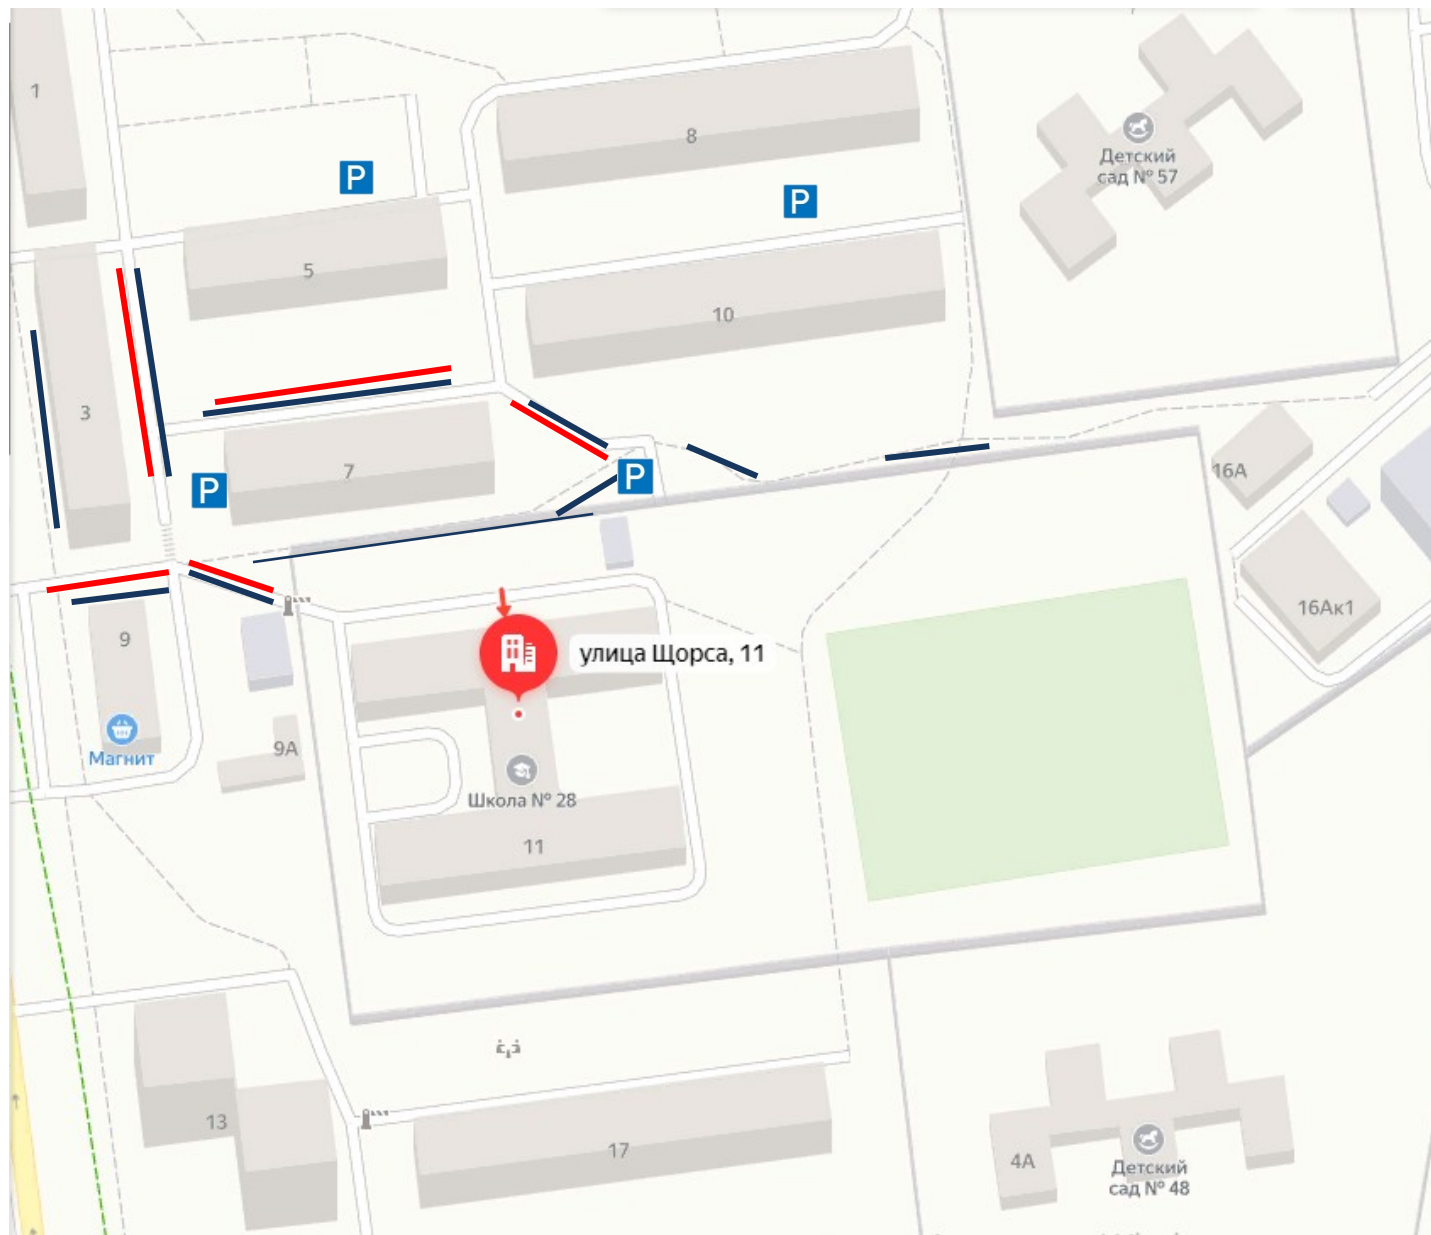 1
8
P
Детский
сад № 57
P
5
10
3
7
P
P
16А
16Ак1
9
улица Щорса, 11
Магнит
9А
Школа № 28
11
13
17
4А
Детский
сад № 48